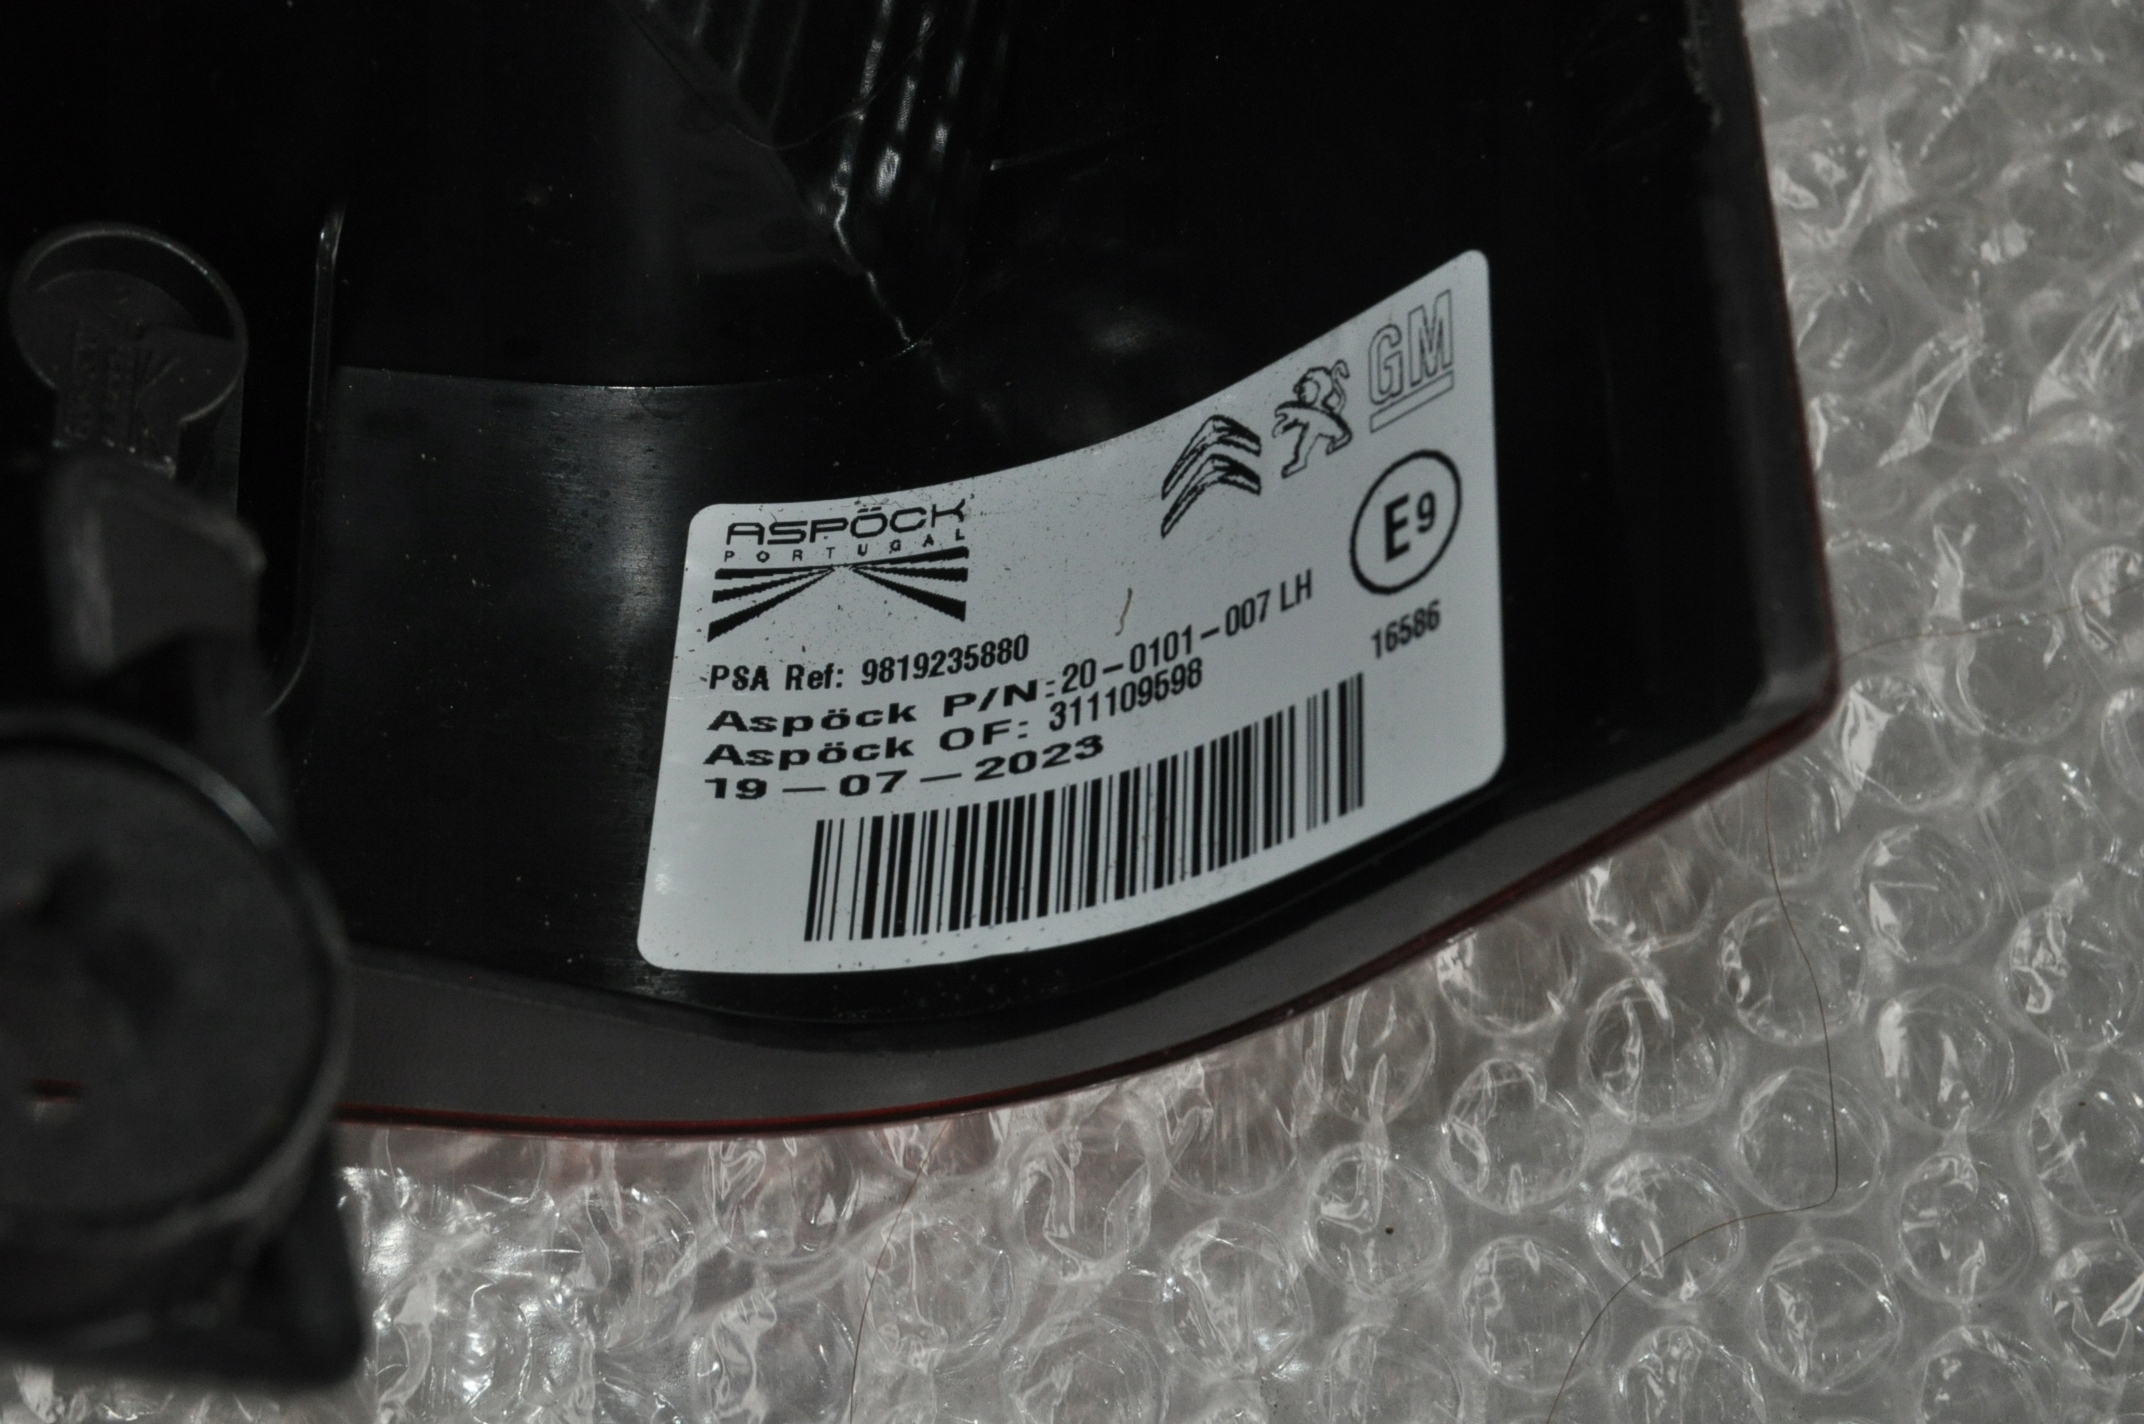 ASPÖCK
PORTUGAL
GM
E9
PSA Ref: 9819235880
Aspöck P/N: 20-0101-007 LH
16586
Aspöck OF: 311109598
19-07-2023